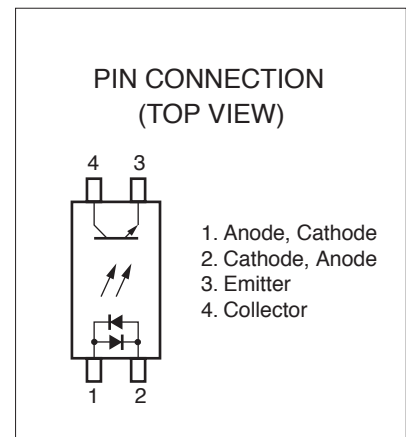 PIN CONNECTION
(TOP VIEW)
4 3
1. Anode, Cathode
2. Cathode, Anode
3. Emitter
4. Collector
1 2